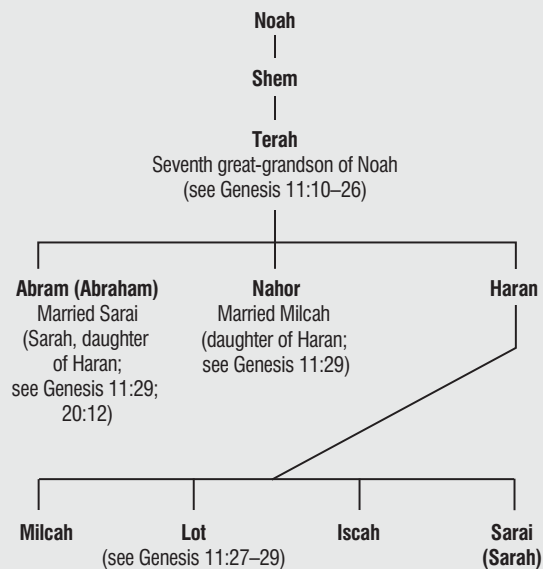 Noah
Shem
Terah
Seventh great-grandson of Noah
(see Genesis 11:10–26)
Abram (Abraham)
Married Sarai
(Sarah, daughter
of Haran;
see Genesis 11:29;
20:12)
Nahor
Married Milcah
(daughter of Haran;
see Genesis 11:29)
Haran
Milcah
Lot
(see Genesis 11:27–29)
Iscah
Sarai
(Sarah)